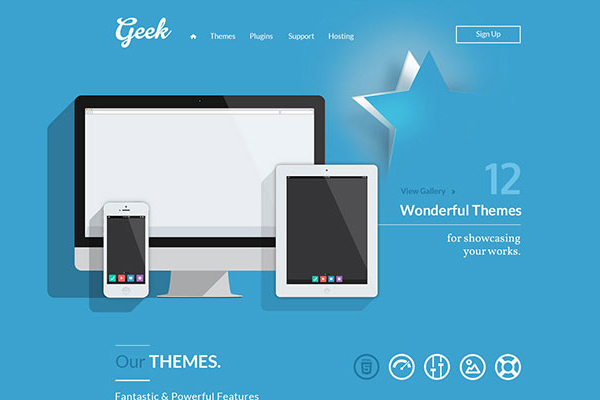 Geek
Themes
Plugins
Support
Hosting
Sign Up
View Gallery
12
Wonderful Themes
for showcasing
your works.
Our THEMES.
Fantastic & Powerful Features